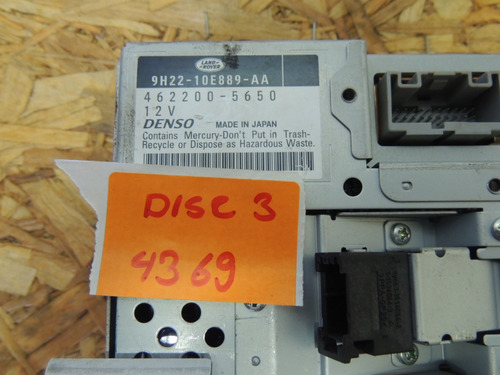 LAND ROVER
9H22-10E889-AA
462200-5650
12V
DENSO MADE IN JAPAN
Contains Mercury-Don't Put in Trash-
Recycle or Dispose as Hazardous Waste.
DISC 3
4369